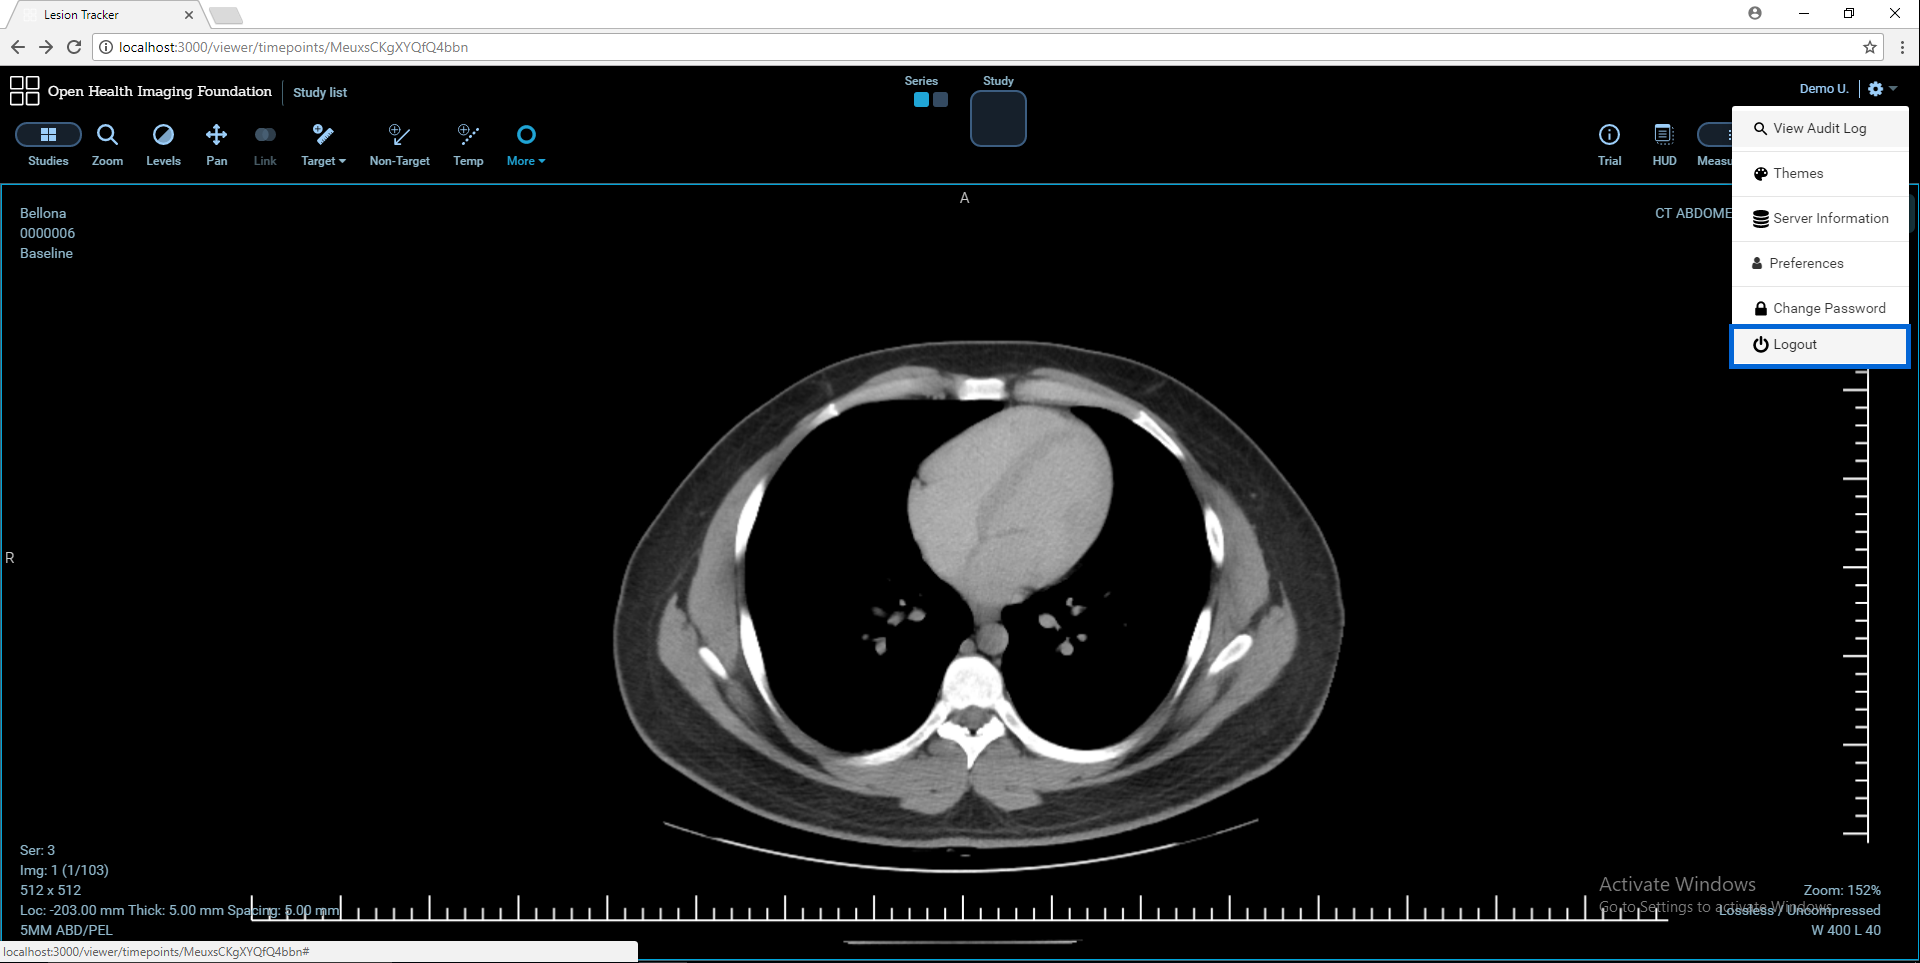 Lesion Tracker
localhost:3000/viewer/timepoints/MeuxsCKgXYQfQ4bbn
Open Health Imaging Foundation
Study list
Series
Study
Demo U.
Studies
Zoom
Levels
Pan
Link
Target
Non-Target
Temp
More
Trial
HUD
Measu
View Audit Log
Themes
Server Information
Preferences
Change Password
Logout
A
Bellona
0000006
Baseline
CT ABDOME
R
Ser: 3
Img: 1 (1/103)
512 x 512
Loc: -203.00 mm Thick: 5.00 mm Spacing: 5.00 mm
5MM ABD/PEL
Activate Windows
Go to Settings to activate Windows.
Zoom: 152%
Lossless / Uncompressed
W 400 L 40
localhost:3000/viewer/timepoints/MeuxsCKgXYQfQ4bbn#